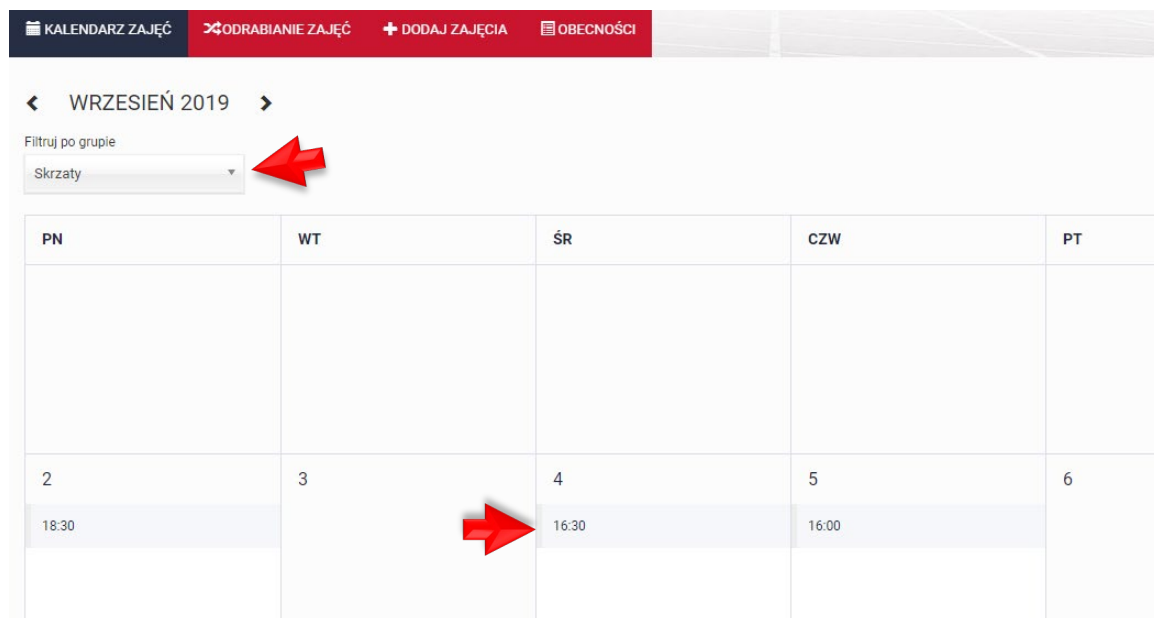 KALENDARZ ZAJĘĆ ODRABIANIE ZAJĘĆ DODAJ ZAJĘCIA OBECNOŚCI
WRZESIEŃ 2019
Filtruj po grupie
Skrzaty
PN WT ŚR CZW PT
2 3 4 5 6
18:30 16:30 16:00